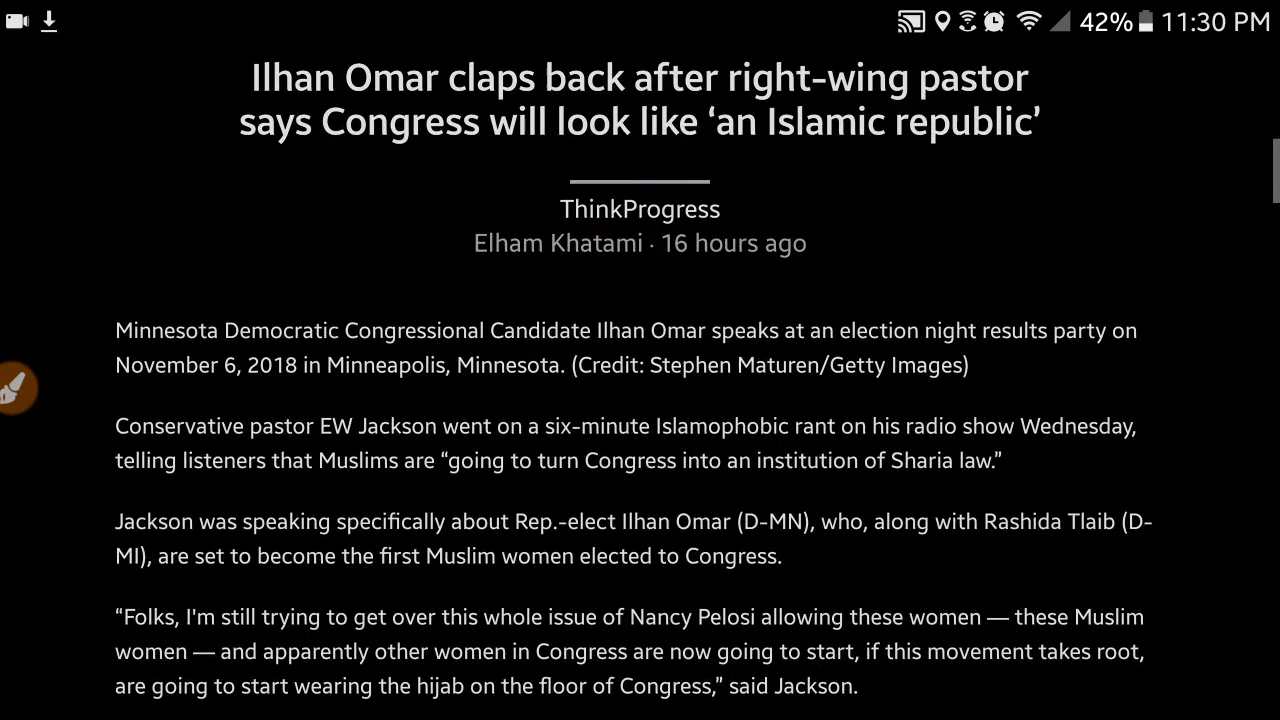 42% 11:30 PM
Ilhan Omar claps back after right-wing pastor
says Congress will look like ‘an Islamic republic’
ThinkProgress
Elham Khatami · 16 hours ago
Minnesota Democratic Congressional Candidate Ilhan Omar speaks at an election night results party on
November 6, 2018 in Minneapolis, Minnesota. (Credit: Stephen Maturen/Getty Images)
Conservative pastor EW Jackson went on a six-minute Islamophobic rant on his radio show Wednesday,
telling listeners that Muslims are “going to turn Congress into an institution of Sharia law.”
Jackson was speaking specifically about Rep.-elect Ilhan Omar (D-MN), who, along with Rashida Tlaib (D-
MI), are set to become the first Muslim women elected to Congress.
“Folks, I'm still trying to get over this whole issue of Nancy Pelosi allowing these women — these Muslim
women — and apparently other women in Congress are now going to start, if this movement takes root,
are going to start wearing the hijab on the floor of Congress,” said Jackson.